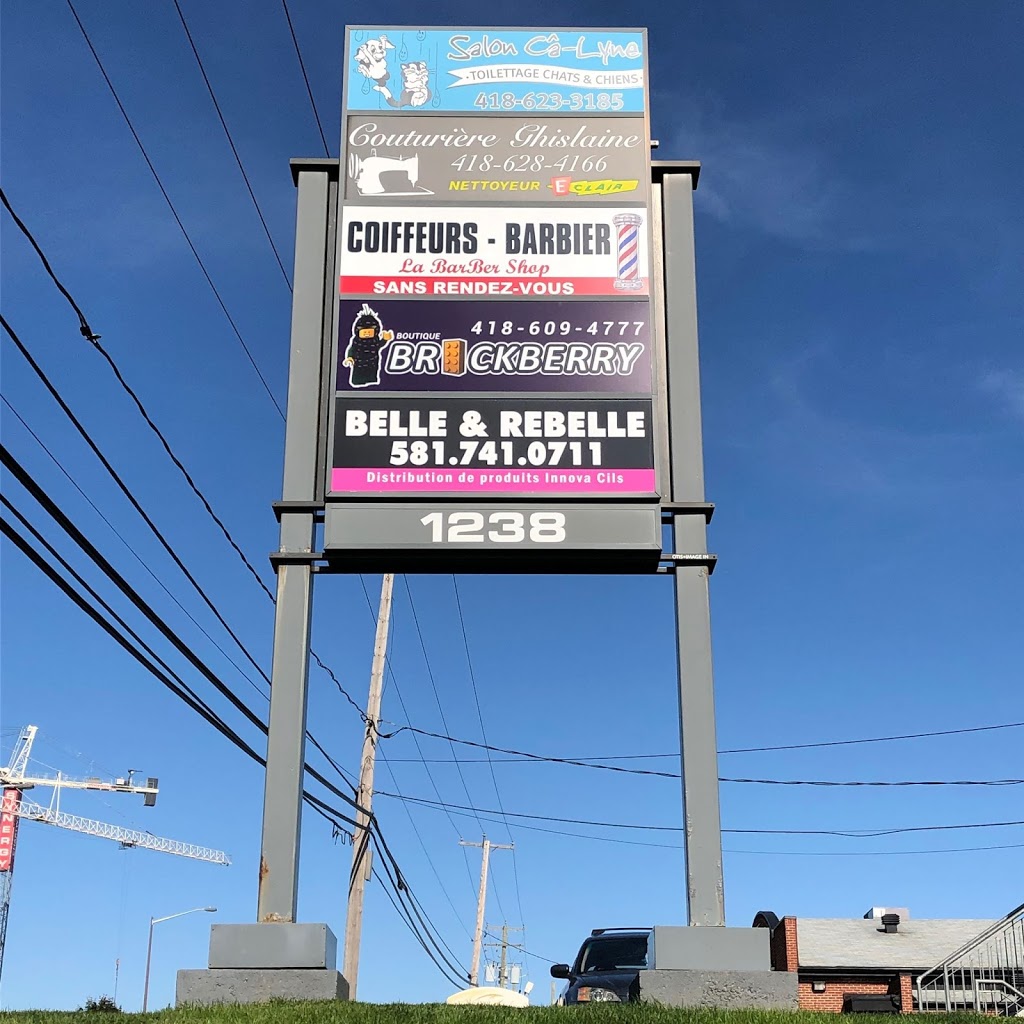 Salon Câ-Lyne
·TOILETTAGE CHATS & CHIENS·
418-623-3185
Couturière Ghislaine
418-628-4166
NETTOYEUR -ECLAIR
COIFFEURS - BARBIER
La BarBer Shop
SANS RENDEZ-VOUS
418-609-4777
BOUTIQUE
BRICKBERRY
BELLE & REBELLE
581.741.0711
Distribution de produits Innova Cils
1238
SYNERGY